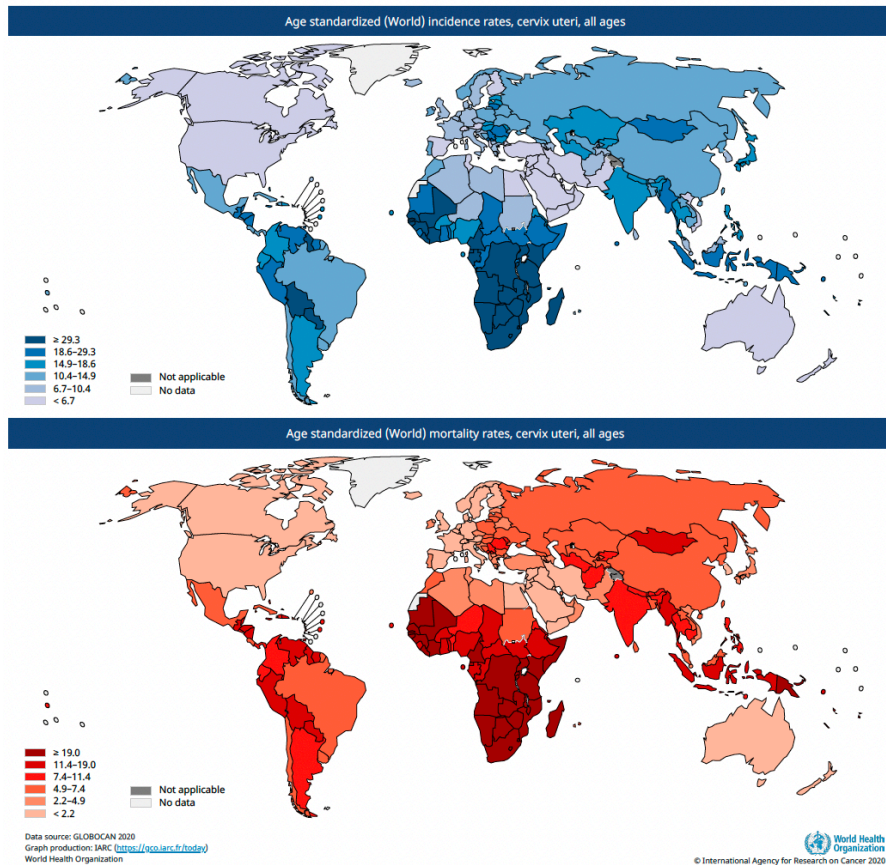 Age standardized (World) incidence rates, cervix uteri, all ages
≥ 29.3
18.6–29.3
14.9–18.6
10.4–14.9
6.7–10.4
< 6.7
Not applicable
No data
Age standardized (World) mortality rates, cervix uteri, all ages
≥ 19.0
11.4–19.0
7.4–11.4
4.9–7.4
2.2–4.9
< 2.2
Not applicable
No data
Data source: GLOBOCAN 2020
Graph production: IARC (https://gco.iarc.fr/today)
World Health Organization
World Health
Organization
© International Agency for Research on Cancer 2020